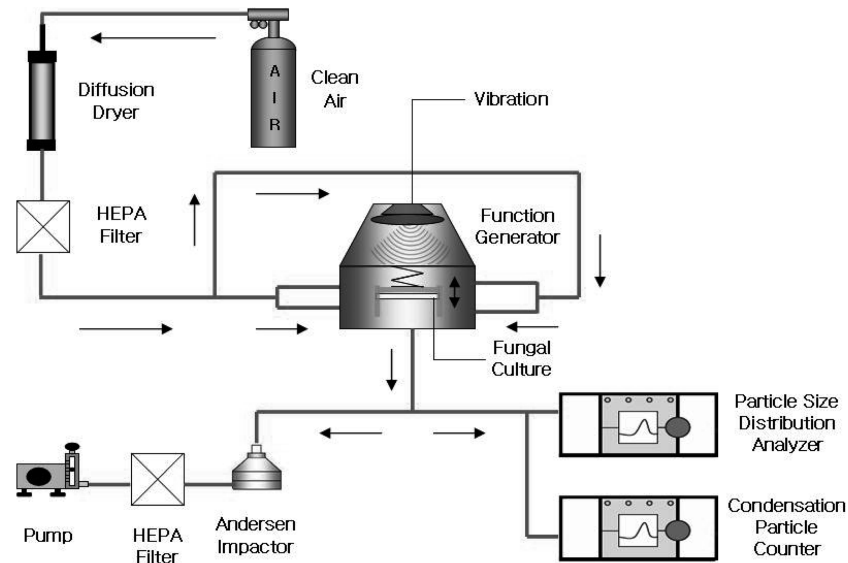 Diffusion
Dryer
A
I
R
Clean
Air
Vibration
HEPA
Filter
Function
Generator
Fungal
Culture
Particle Size
Distribution
Analyzer
Pump
HEPA
Filter
Andersen
Impactor
Condensation
Particle
Counter